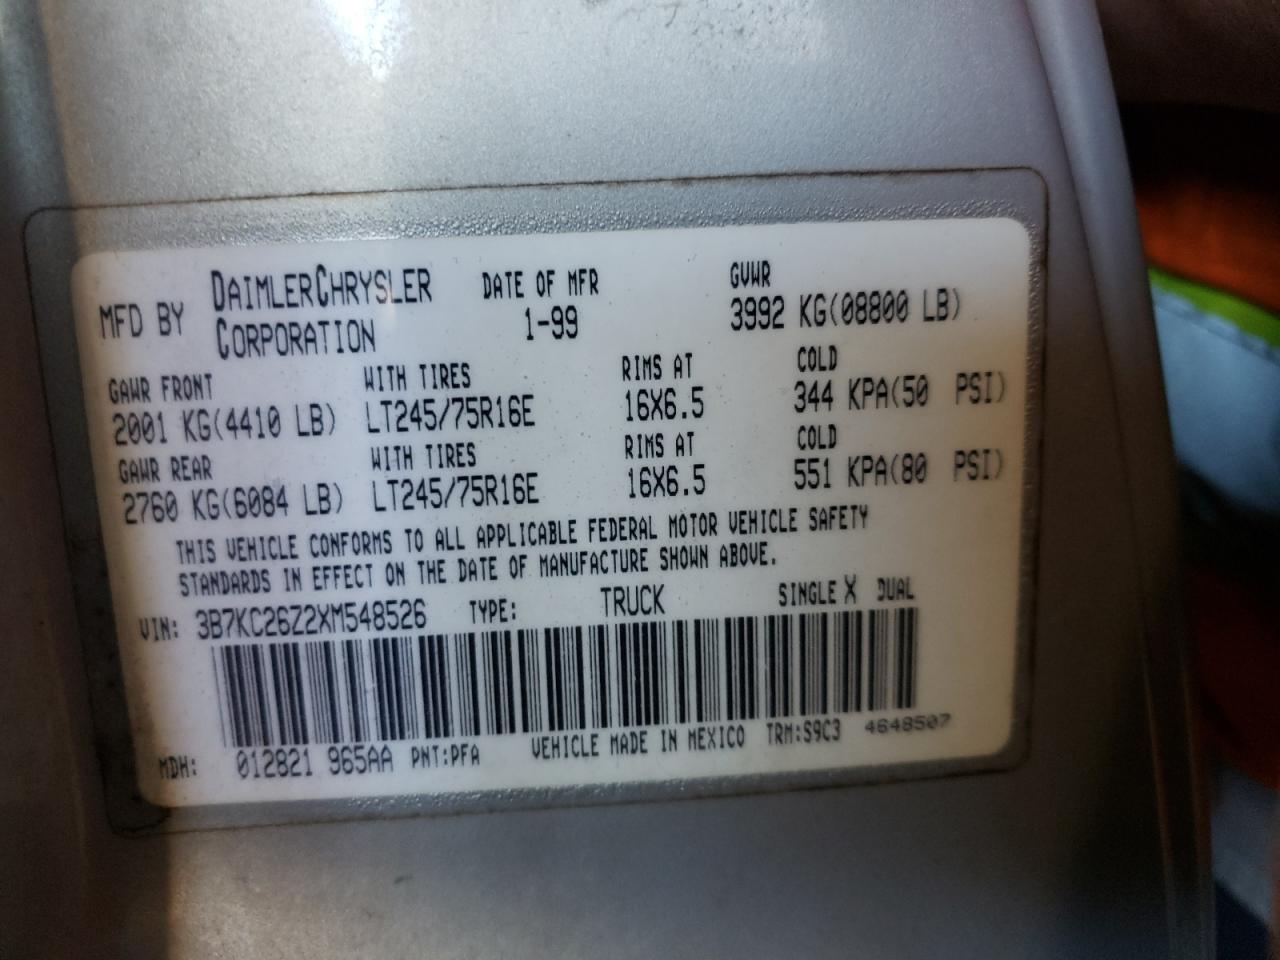 MFD BY DAIMLERCHRYSLER CORPORATION DATE OF MFR 1-99 GVWR 3992 KG(08800 LB)
GAWR FRONT WITH TIRES RIMS AT COLD
2001 KG(4410 LB) LT245/75R16E 16X6.5 344 KPA(50 PSI)
GAWR REAR WITH TIRES RIMS AT COLD
2760 KG(6084 LB) LT245/75R16E 16X6.5 551 KPA(80 PSI)
THIS VEHICLE CONFORMS TO ALL APPLICABLE FEDERAL MOTOR VEHICLE SAFETY
STANDARDS IN EFFECT ON THE DATE OF MANUFACTURE SHOWN ABOVE.
VIN: 3B7KC26Z2XM548526 TYPE: TRUCK SINGLE X DUAL
MDH: 012821 965AA PNT:PFA VEHICLE MADE IN MEXICO TRM:S9C3 4648507